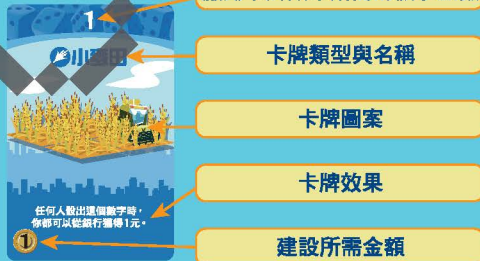 1
小麥田
卡牌類型與名稱
卡牌圖案
任何人骰出這個數字時，
你都可以從銀行獲得1元。
卡牌效果
1
建設所需金額